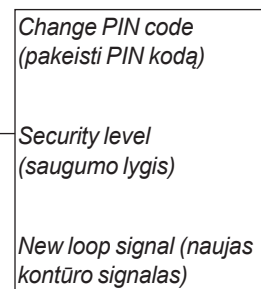 Change PIN code
(pakeisti PIN kodą)
Security level
(saugumo lygis)
New loop signal (naujas
kontūro signalas)